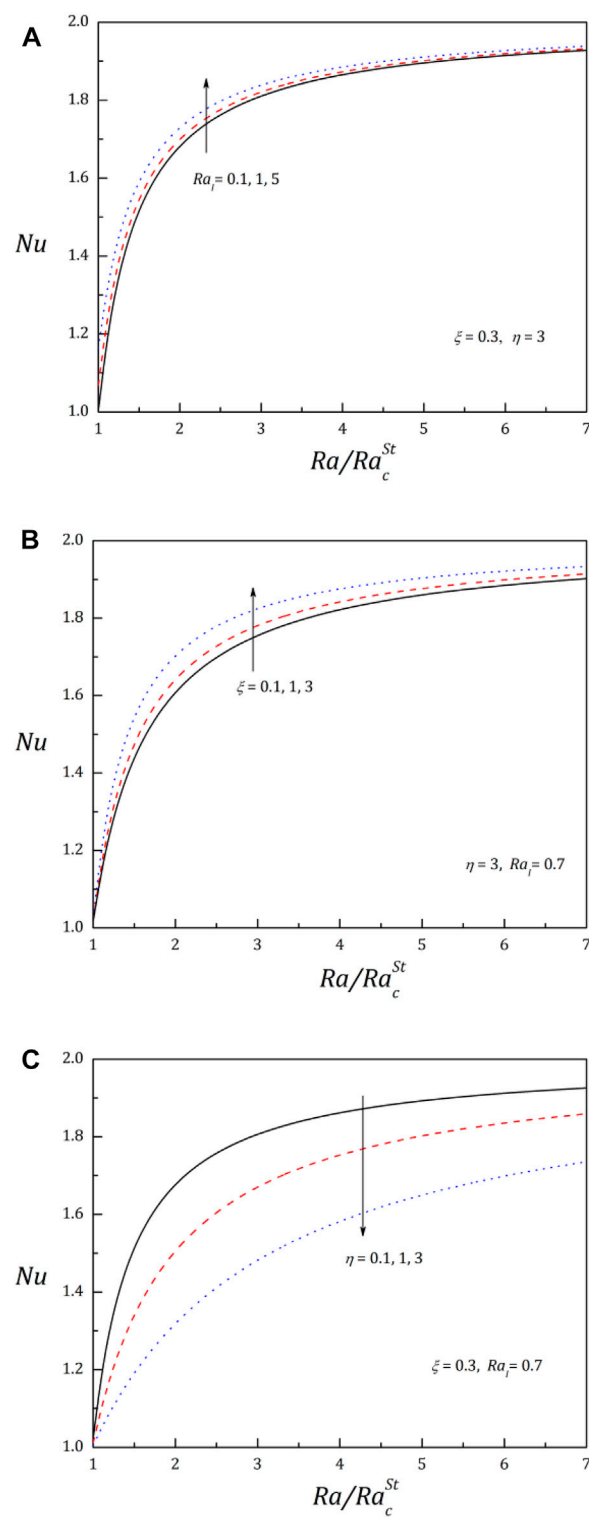 A
2.0
1.8
1.6
1.4
1.2
1.0
Nu
Ra_I = 0.1, 1, 5
ξ = 0.3, η = 3
1 2 3 4 5 6 7
Ra/Ra_c^St
B
2.0
1.8
1.6
1.4
1.2
1.0
Nu
ξ = 0.1, 1, 3
η = 3, Ra_I = 0.7
1 2 3 4 5 6 7
Ra/Ra_c^St
C
2.0
1.8
1.6
1.4
1.2
1.0
Nu
η = 0.1, 1, 3
ξ = 0.3, Ra_I = 0.7
1 2 3 4 5 6 7
Ra/Ra_c^St